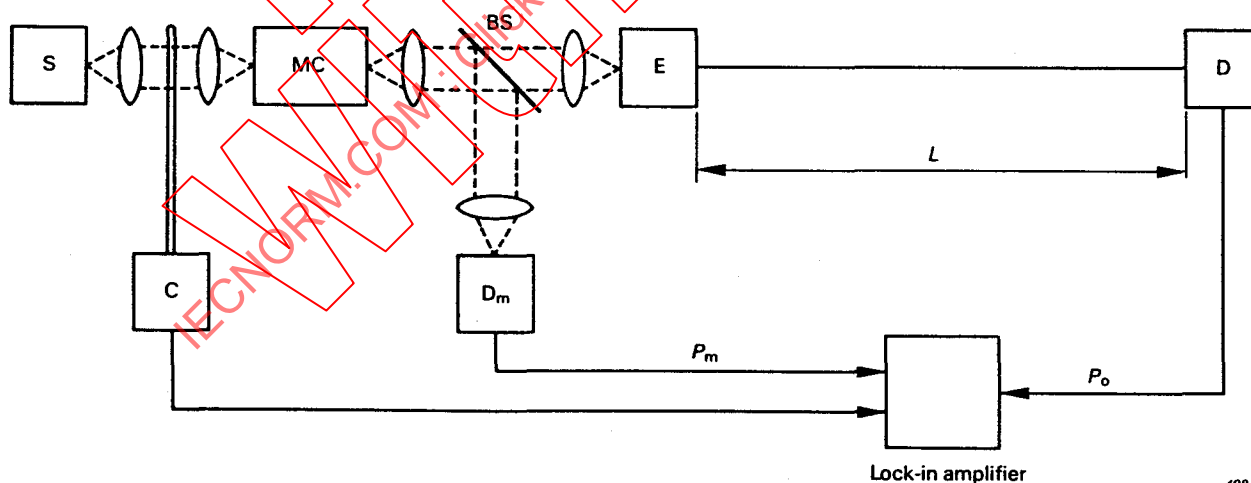 BS
S
MC
E
D
L
C
Dm
Pm
Po
Lock-in amplifier
IECNORM.COM : Click